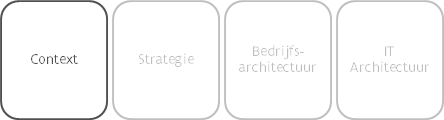 Context
Strategie
Bedrijfs-
architectuur
IT
Architectuur